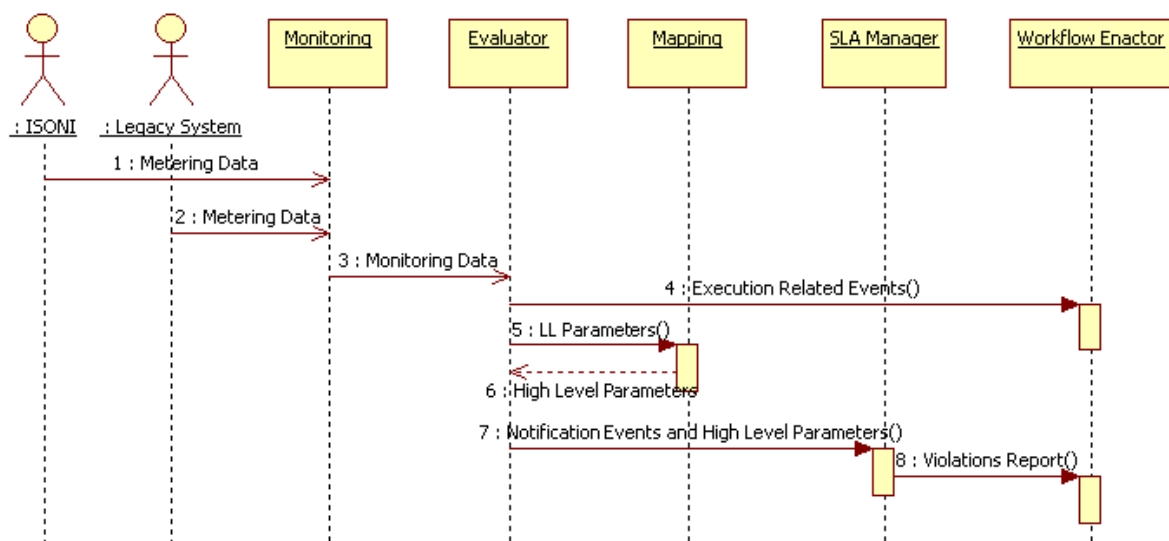 Monitoring
Evaluator
Mapping
SLA Manager
Workflow Enactor
: ISONI
: Legacy System
1 : Metering Data
2 : Metering Data
3 : Monitoring Data
4 : Execution Related Events()
5 : LL Parameters()
6 : High Level Parameters
7 : Notification Events and High Level Parameters()
8 : Violations Report()